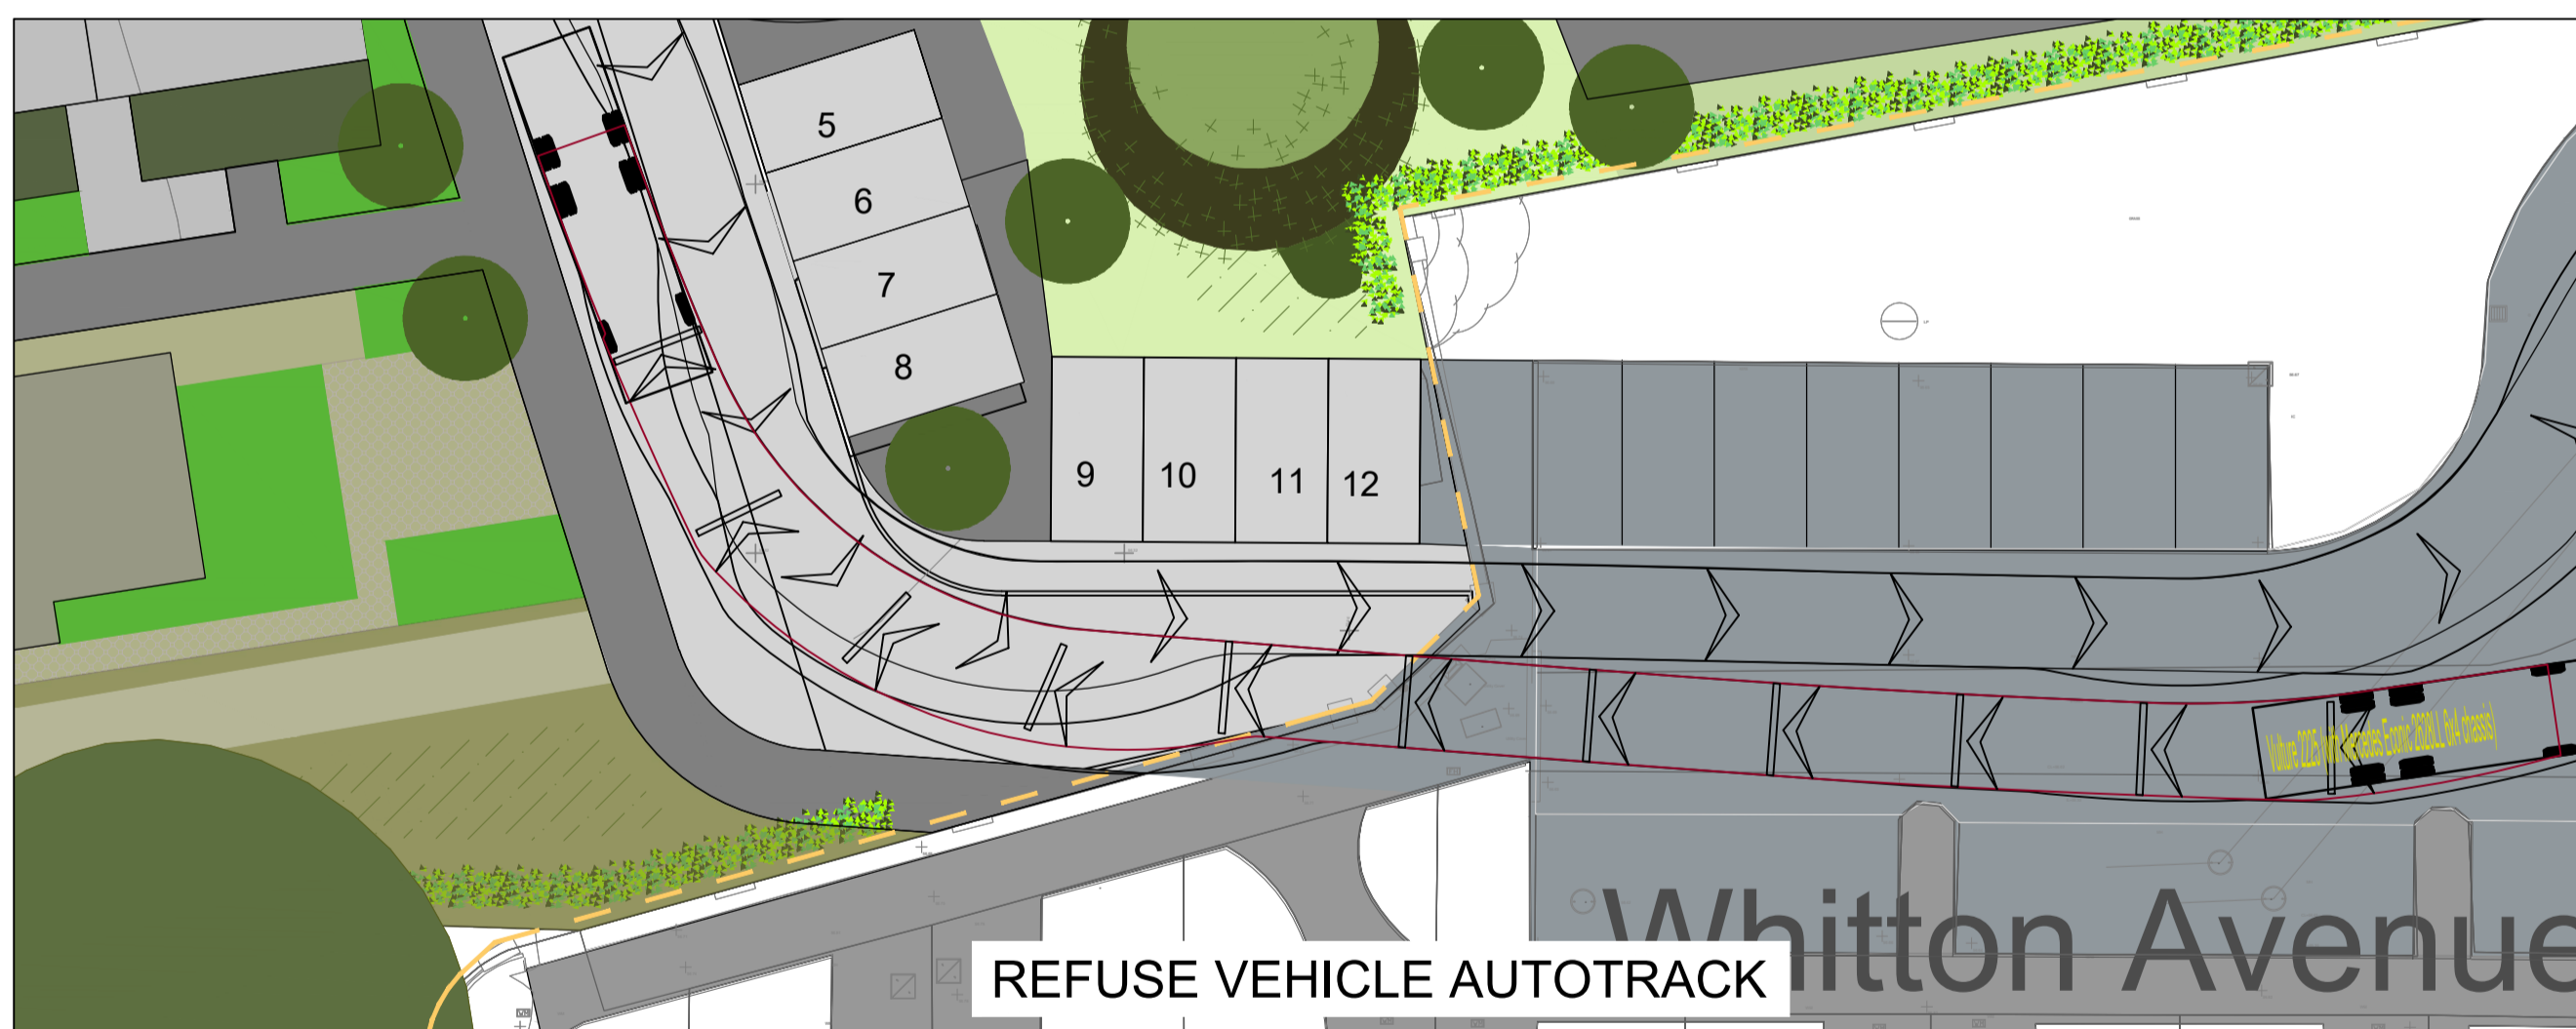 5
6
7
8
9
10
11
12
Vulture 2225 (with Mercedes Econic 2628LL 6x4 chassis)
Whitton Avenue
REFUSE VEHICLE AUTOTRACK